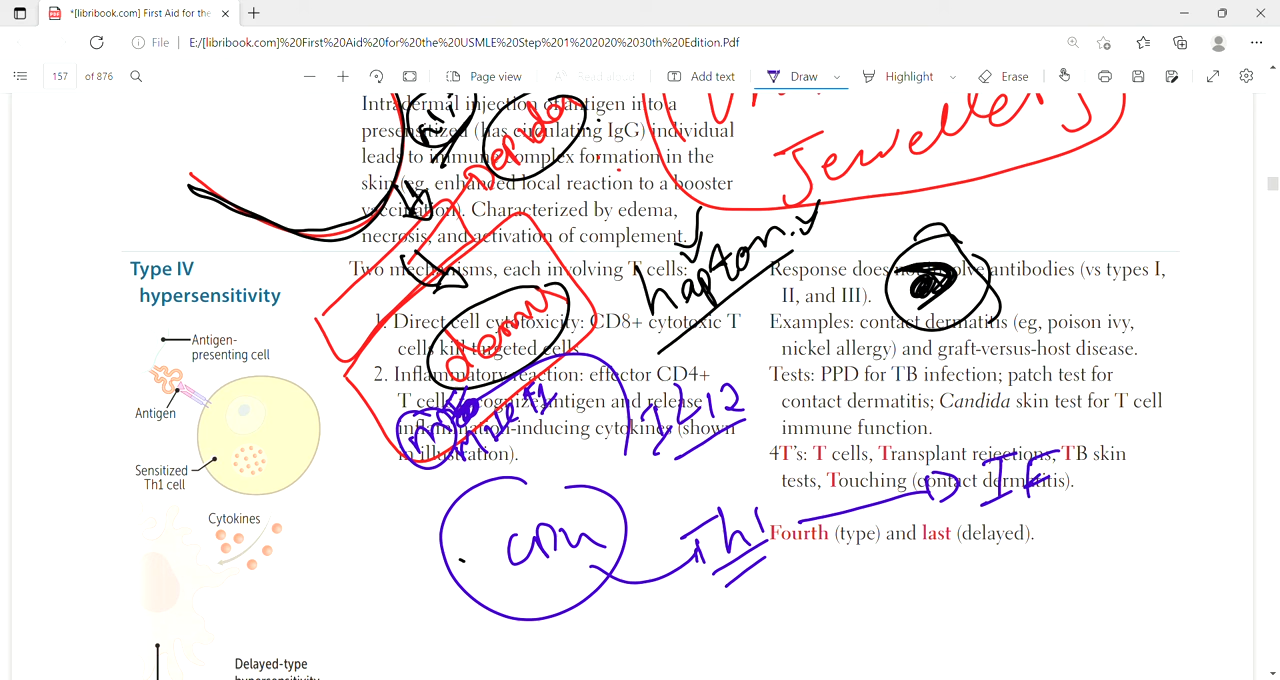 *[libribook.com] First Aid for the
File E:/[libribook.com]%20First%20Aid%20for%20the%20USMLE%20Step%201%202020%2030th%20Edition.Pdf
157 of 876 Page view Read aloud Add text Draw Highlight Erase
Intradermal injection of antigen into a
presensitized (has circulating IgG) individual
leads to immune complex formation in the
skin (eg, enhanced local reaction to a booster
vaccination). Characterized by edema,
necrosis, and activation of complement.
Jewellery
Type IV
hypersensitivity
Antigen-
presenting cell
Antigen
Sensitized
Th1 cell
Cytokines
Delayed-type
hypersensitivity
Two mechanisms, each involving T cells:
1. Direct cell cytotoxicity: CD8+ cytotoxic T
cells kill targeted cells.
2. Inflammatory reaction: effector CD4+
T cells recognize antigen and release
inflammation-inducing cytokines (shown
in illustration).
hapton.
IL12
Th1
IF
Response does not involve antibodies (vs types I,
II, and III).
Examples: contact dermatitis (eg, poison ivy,
nickel allergy) and graft-versus-host disease.
Tests: PPD for TB infection; patch test for
contact dermatitis; Candida skin test for T cell
immune function.
4T's: T cells, Transplant rejections, TB skin
tests, Touching (contact dermatitis).
Fourth (type) and last (delayed).